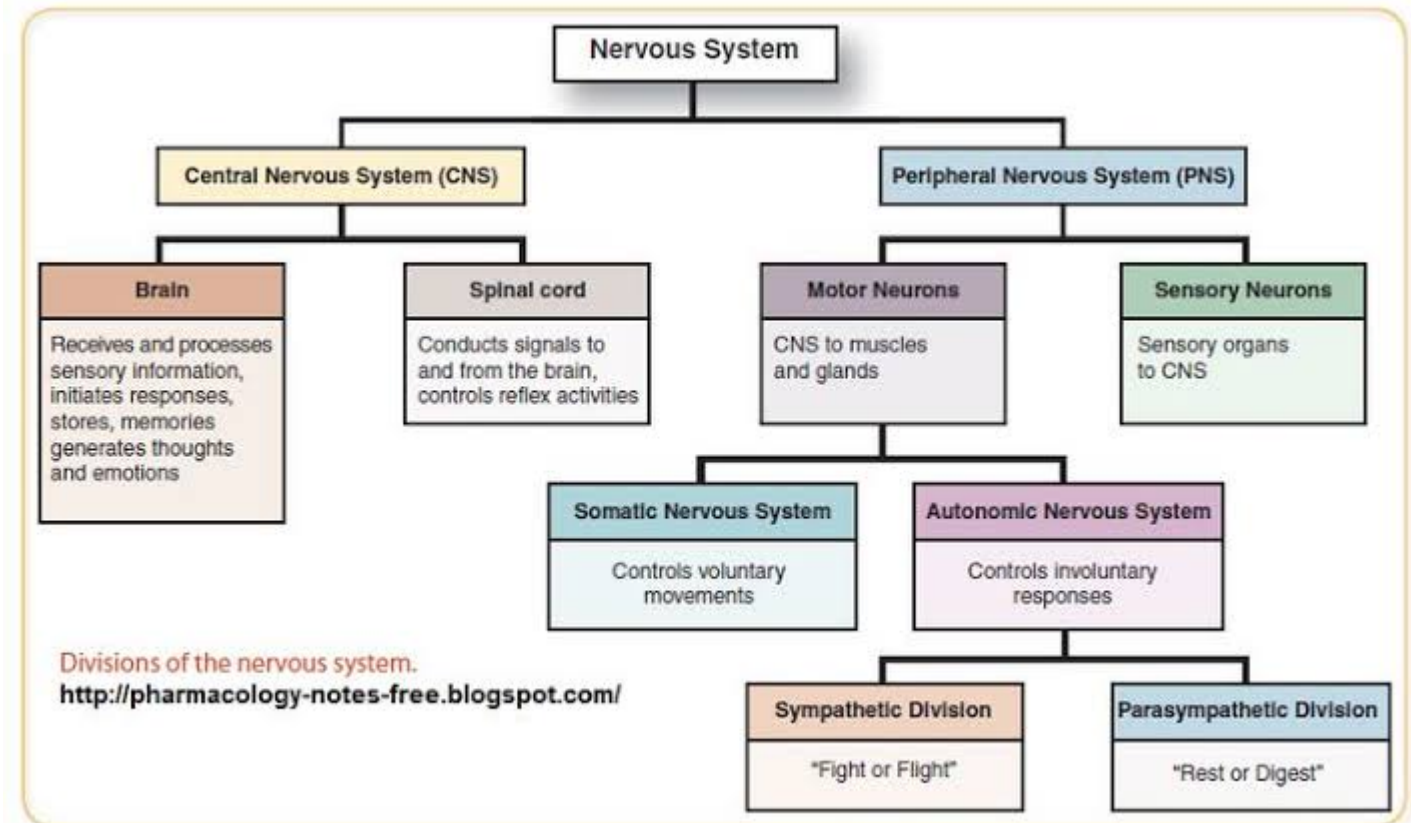 Nervous System
Central Nervous System (CNS)
Peripheral Nervous System (PNS)
Brain
Receives and processes
sensory information,
initiates responses,
stores, memories
generates thoughts
and emotions
Spinal cord
Conducts signals to
and from the brain,
controls reflex activities
Motor Neurons
CNS to muscles
and glands
Sensory Neurons
Sensory organs
to CNS
Somatic Nervous System
Controls voluntary
movements
Autonomic Nervous System
Controls involuntary
responses
Sympathetic Division
"Fight or Flight"
Parasympathetic Division
"Rest or Digest"
Divisions of the nervous system.
http://pharmacology-notes-free.blogspot.com/